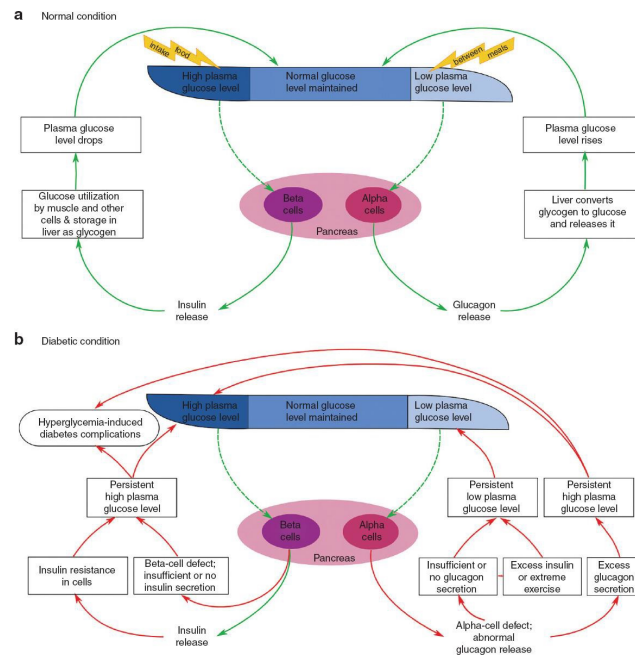 a Normal condition
intake food
between meals
High plasma
glucose level
Normal glucose
level maintained
Low plasma
glucose level
Plasma glucose
level drops
Plasma glucose
level rises
Glucose utilization
by muscle and other
cells & storage in
liver as glycogen
Beta
cells
Alpha
cells
Pancreas
Liver converts
glycogen to glucose
and releases it
Insulin
release
Glucagon
release
b Diabetic condition
Hyperglycemia-induced
diabetes complications
High plasma
glucose level
Normal glucose
level maintained
Low plasma
glucose level
Persistent
high plasma
glucose level
Persistent
low plasma
glucose level
Persistent
high plasma
glucose level
Beta
cells
Alpha
cells
Pancreas
Insulin resistance
in cells
Beta-cell defect;
insufficient or no
insulin secretion
Insufficient or
no glucagon
secretion
Excess insulin
or extreme
exercise
Excess
glucagon
secretion
Insulin
release
Alpha-cell defect;
abnormal
glucagon release